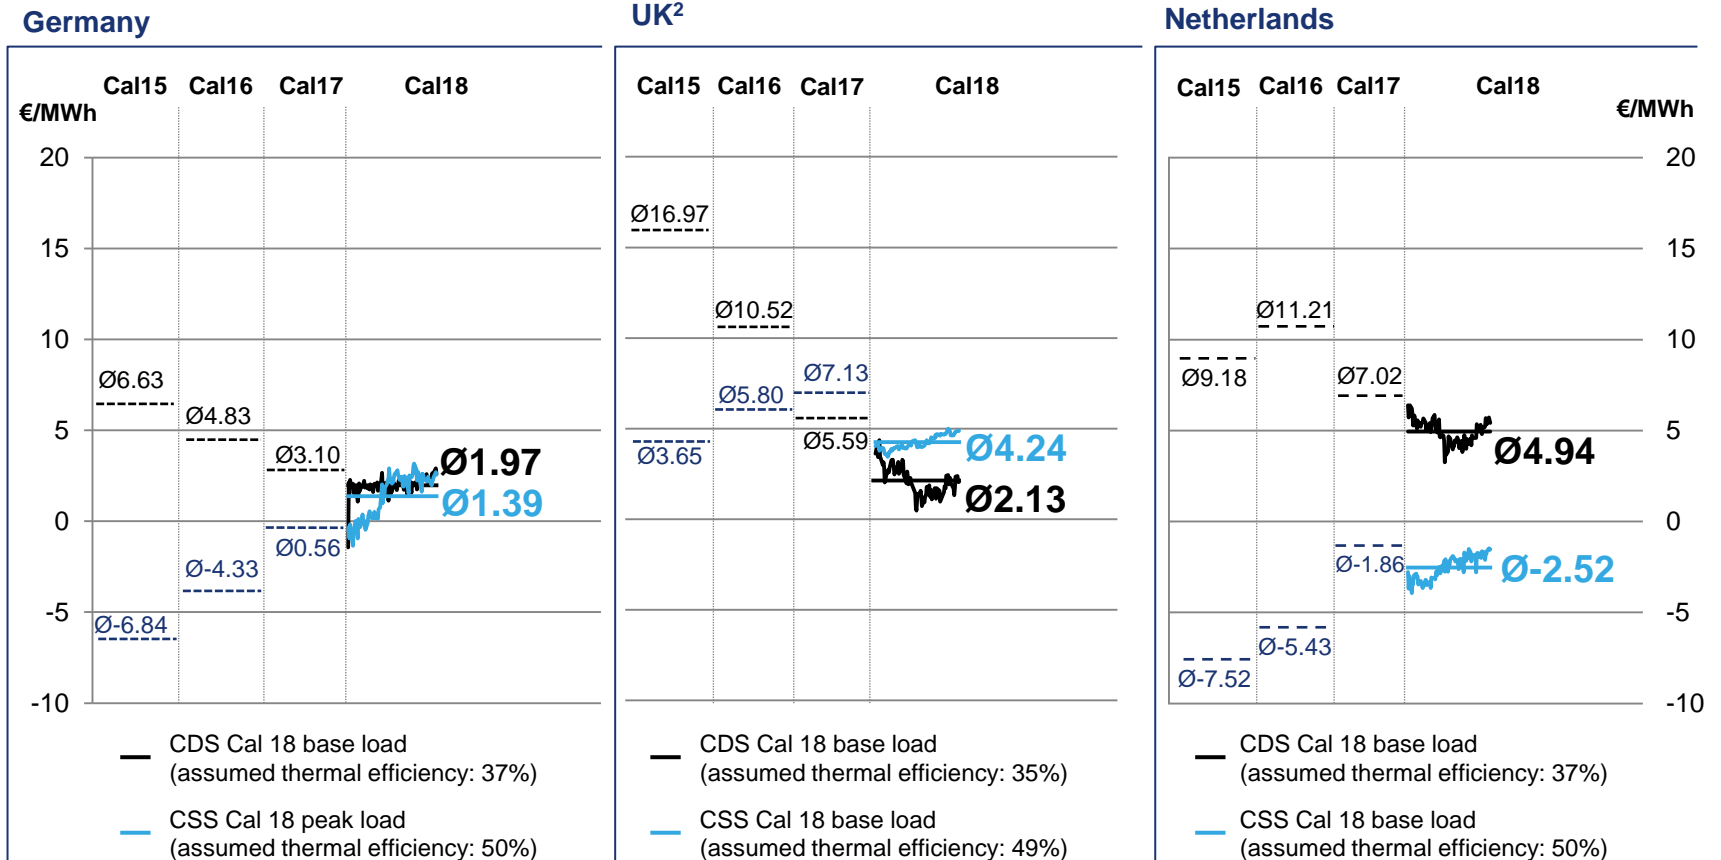 Germany
Cal15 Cal16 Cal17 Cal18
€/MWh
20
15
10
5
0
-5
-10
Ø6.63
Ø4.83
Ø3.10
Ø1.97
Ø1.39
Ø0.56
Ø-4.33
Ø-6.84
CDS Cal 18 base load
(assumed thermal efficiency: 37%)
CSS Cal 18 peak load
(assumed thermal efficiency: 50%)
UK²
Cal15 Cal16 Cal17 Cal18
Ø16.97
Ø10.52
Ø7.13
Ø5.80
Ø5.59
Ø3.65
Ø4.24
Ø2.13
CDS Cal 18 base load
(assumed thermal efficiency: 35%)
CSS Cal 18 base load
(assumed thermal efficiency: 49%)
Netherlands
Cal15 Cal16 Cal17 Cal18
€/MWh
20
15
10
5
0
-5
-10
Ø11.21
Ø9.18
Ø7.02
Ø4.94
Ø-1.86
Ø-2.52
Ø-5.43
Ø-7.52
CDS Cal 18 base load
(assumed thermal efficiency: 37%)
CSS Cal 18 base load
(assumed thermal efficiency: 50%)